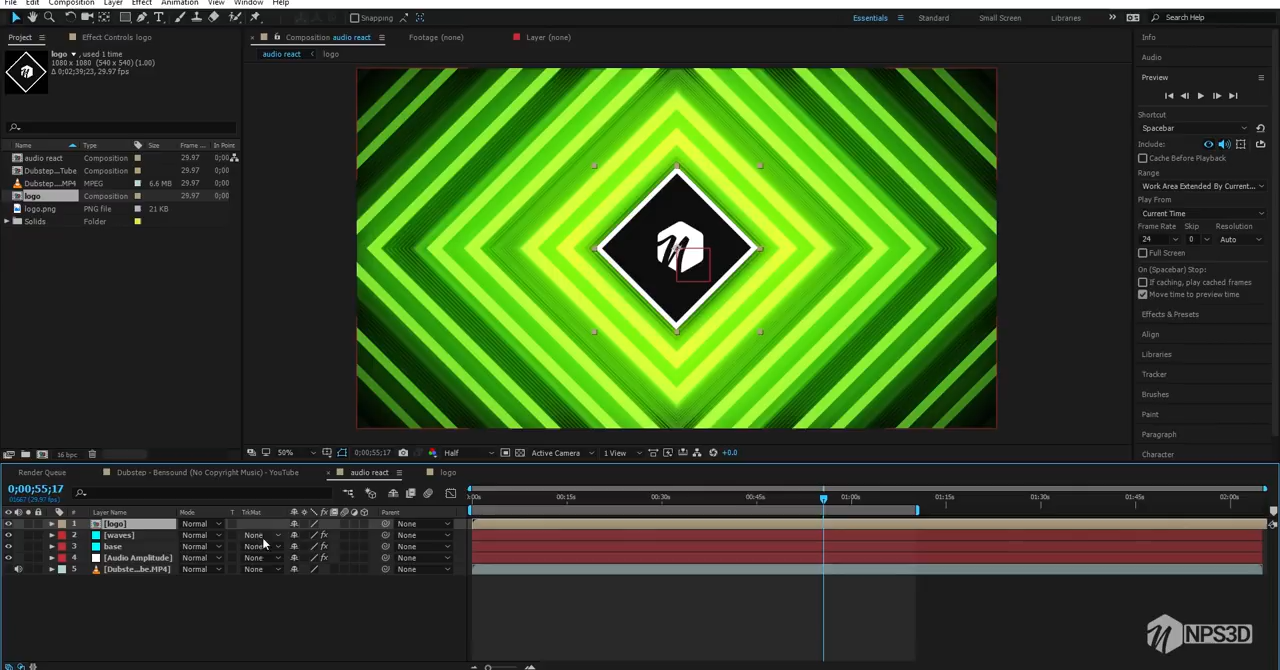 File Edit Composition Layer Effect Animation View Window Help
Snapping
Essentials Standard Small Screen Libraries Search Help
Project Effect Controls logo
Composition audio react Footage (none) Layer (none)
audio react logo
logo , used 1 time
1080 x 1080 (540 x 540) (1.00)
Δ 0;02;39;23, 29.97 fps
Name Type Size Frame ... In Point
audio react Composition 29.97 0;00
Dubstep...Tube Composition 29.97 0;00
Dubstep....MP4 MPEG 6.6 MB 29.97 0;00
logo Composition 29.97 0;00
logo.png PNG file 21 KB
Solids Folder
16 bpc
50% 0;00;55;17 Half Active Camera 1 View +0.0
Info
Audio
Preview
Shortcut
Spacebar
Include:
Cache Before Playback
Range
Work Area Extended By Current...
Play From
Current Time
Frame Rate Skip Resolution
24 0 Auto
Full Screen
On (Spacebar) Stop:
If caching, play cached frames
Move time to preview time
Effects & Presets
Align
Libraries
Tracker
Brushes
Paint
Paragraph
Character
Render Queue Dubstep - Bensound (No Copyright Music) - YouTube audio react logo
0;00;55;17
01667 (29.97 fps)
# Layer Name Mode T TrkMat Parent
1 [logo] Normal None
2 [waves] Normal None None
3 base Normal None None
4 [Audio Amplitude] Normal None None
5 [Dubste...be.MP4] Normal None None
00s 00:15s 00:30s 00:45s 01:00s 01:15s 01:30s 01:45s 02:00s
NPS3D